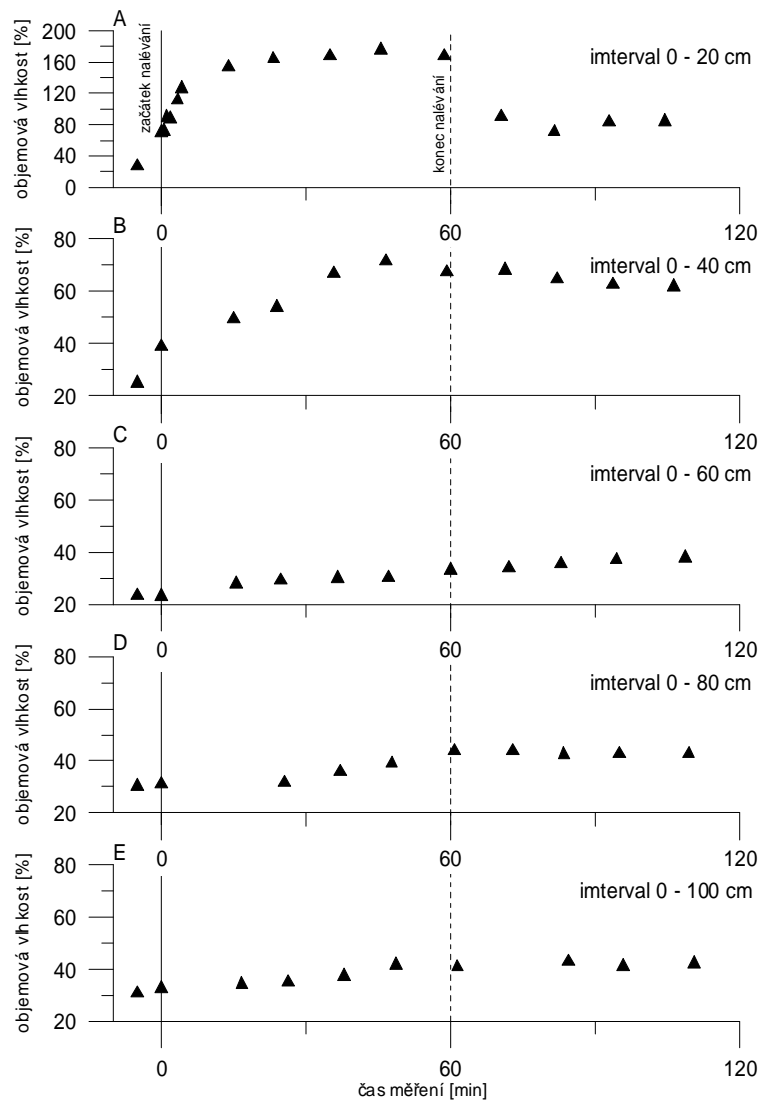 A
objemová vlhkost [%]
200
160
120
80
40
0
začátek nalévání
konec nalévání
imterval 0 - 20 cm
0
60
120
B
objemová vlhkost [%]
80
60
40
20
imterval 0 - 40 cm
0
60
120
C
objemová vlhkost [%]
80
60
40
20
imterval 0 - 60 cm
0
60
120
D
objemová vlhkost [%]
80
60
40
20
imterval 0 - 80 cm
0
60
120
E
objemová vlhkost [%]
80
60
40
20
imterval 0 - 100 cm
0
60
120
čas měření [min]